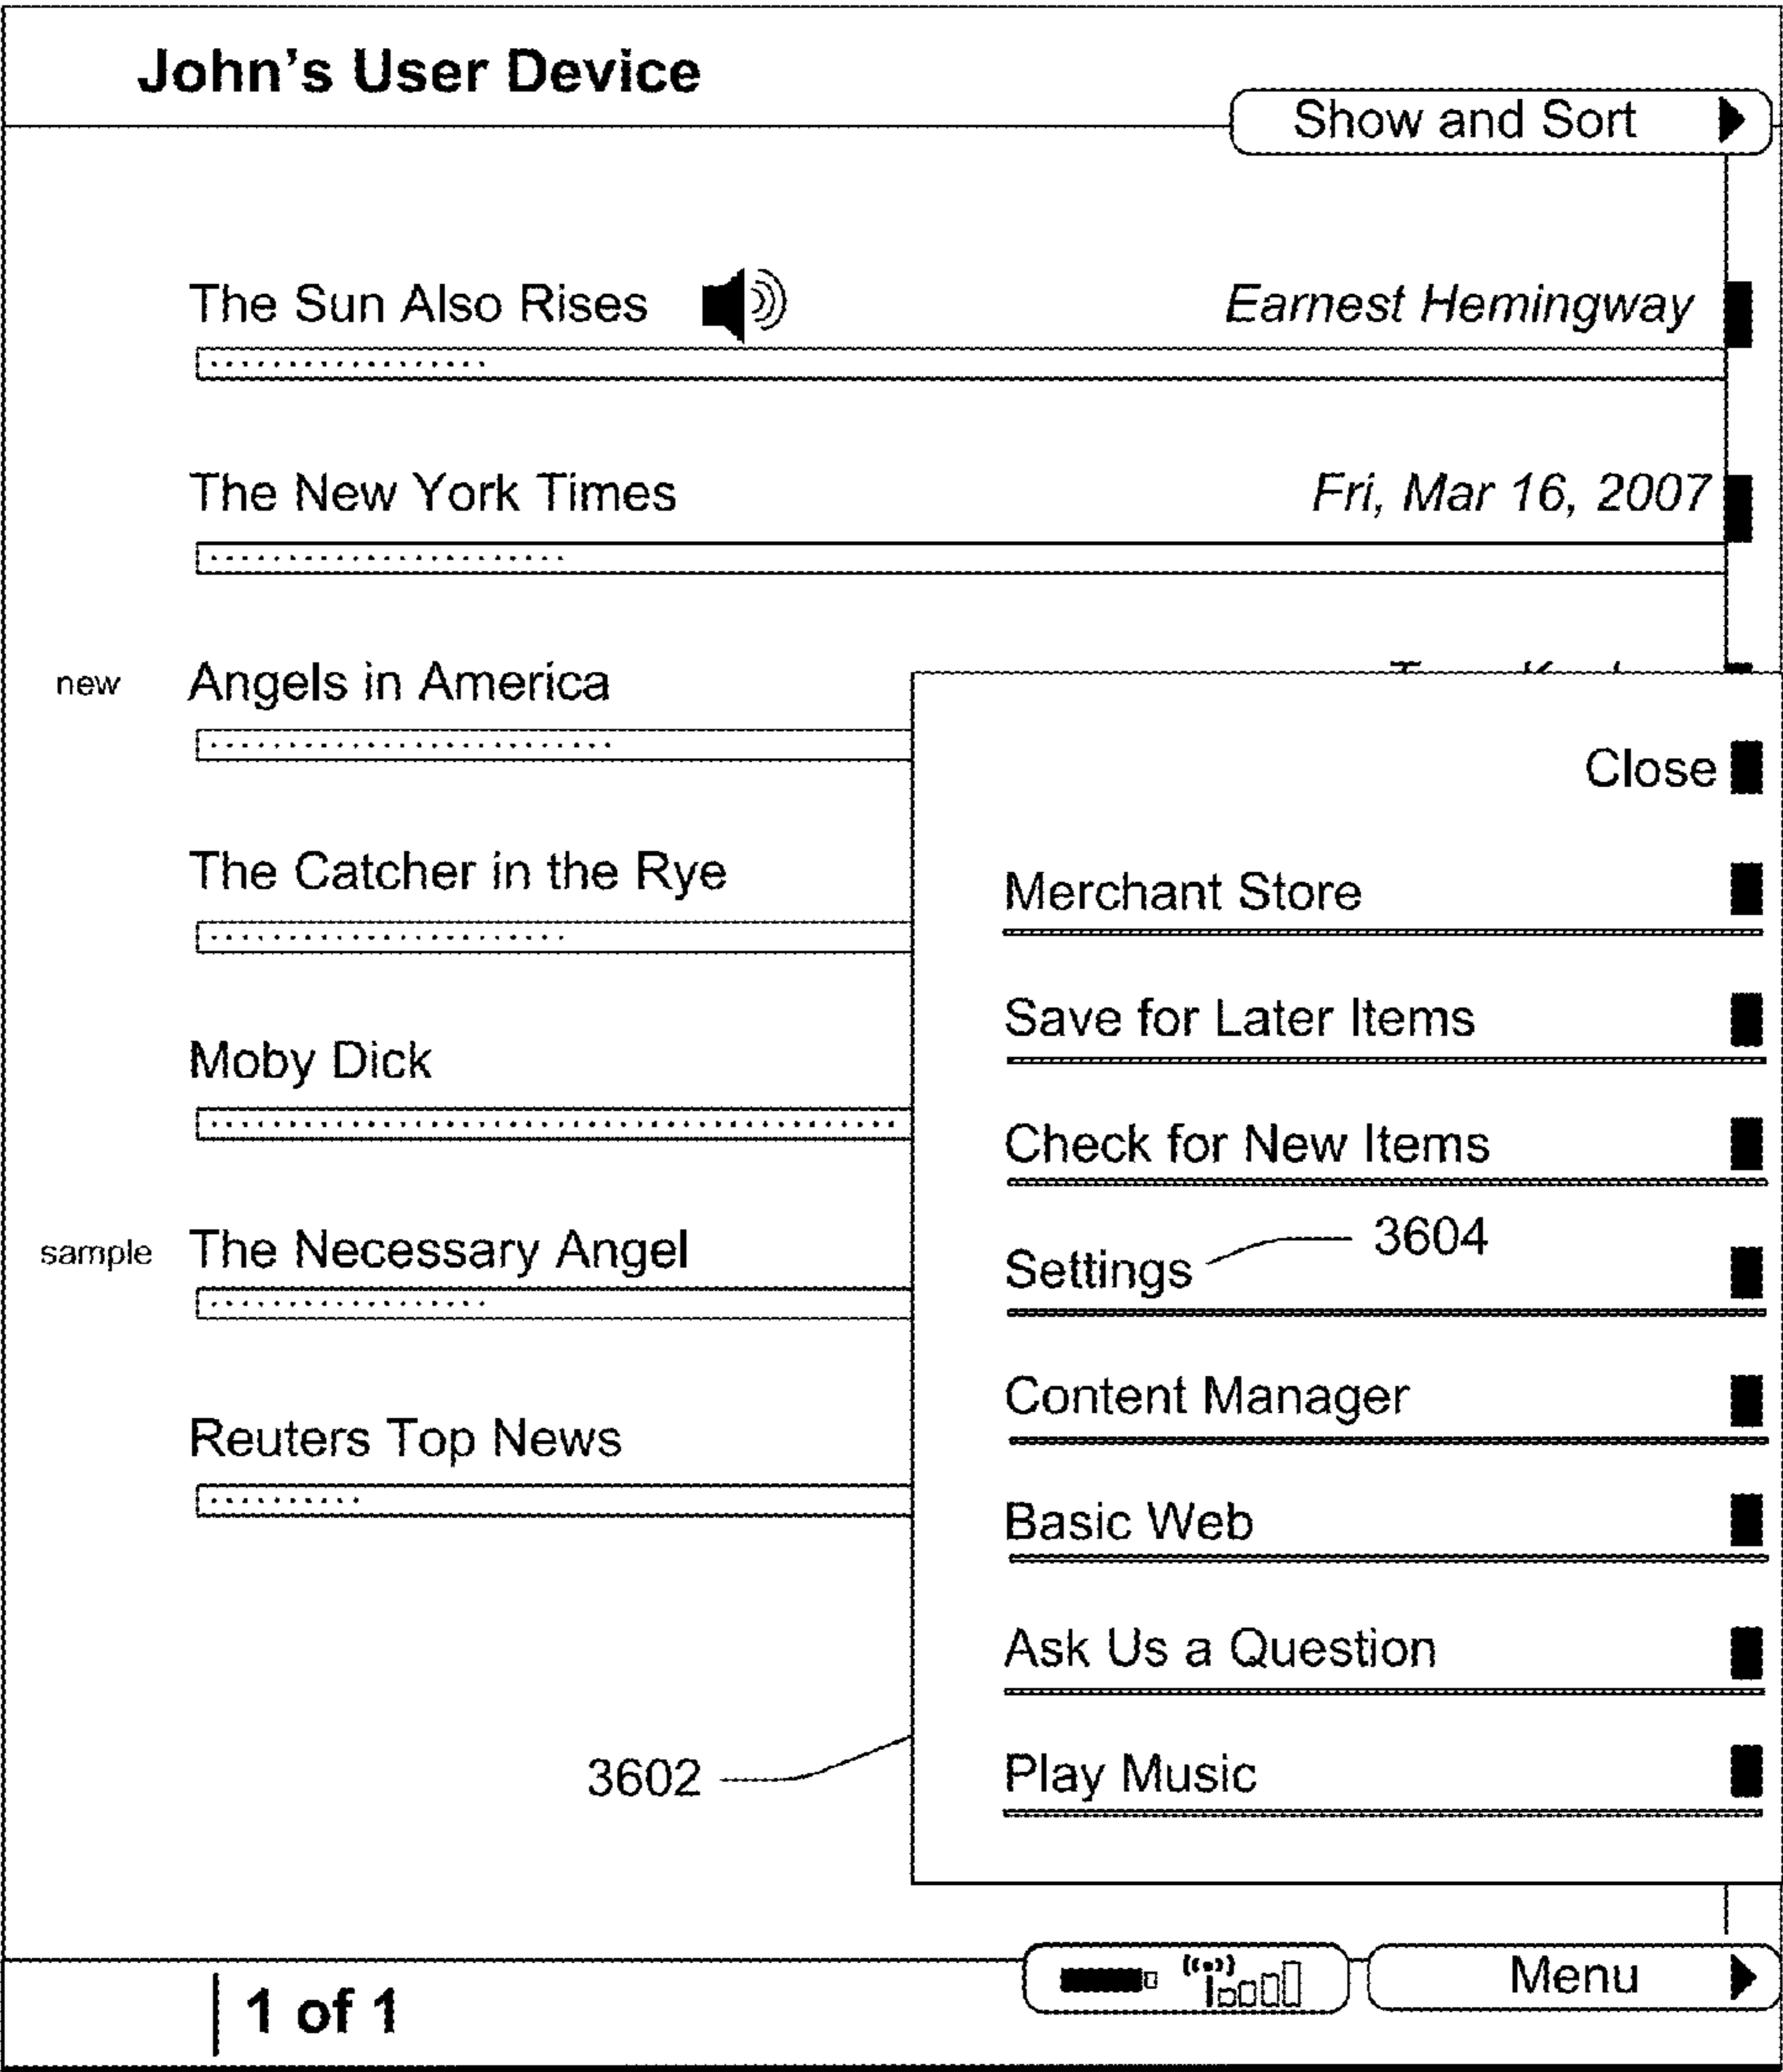 John's User Device
Show and Sort
The Sun Also Rises
Earnest Hemingway
The New York Times
Fri, Mar 16, 2007
new
Angels in America
The Catcher in the Rye
Moby Dick
sample
The Necessary Angel
Reuters Top News
Close
Merchant Store
Save for Later Items
Check for New Items
Settings
3604
Content Manager
Basic Web
Ask Us a Question
Play Music
3602
1 of 1
Menu